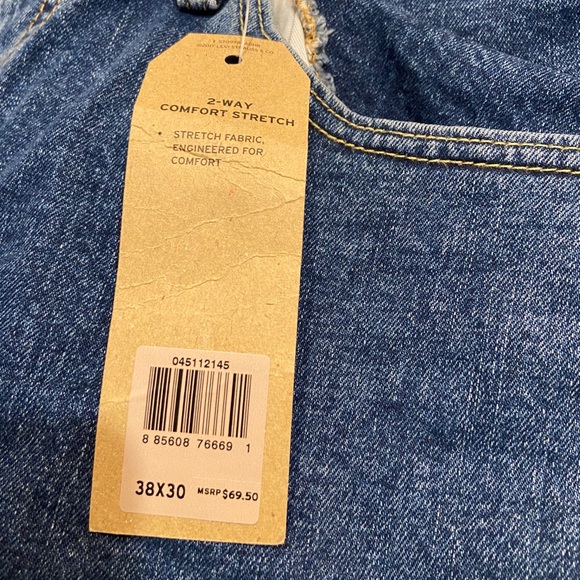 2-WAY
COMFORT STRETCH
• STRETCH FABRIC,
ENGINEERED FOR
COMFORT
045112145
8 85608 76669 1
38X30 MSRP $69.50